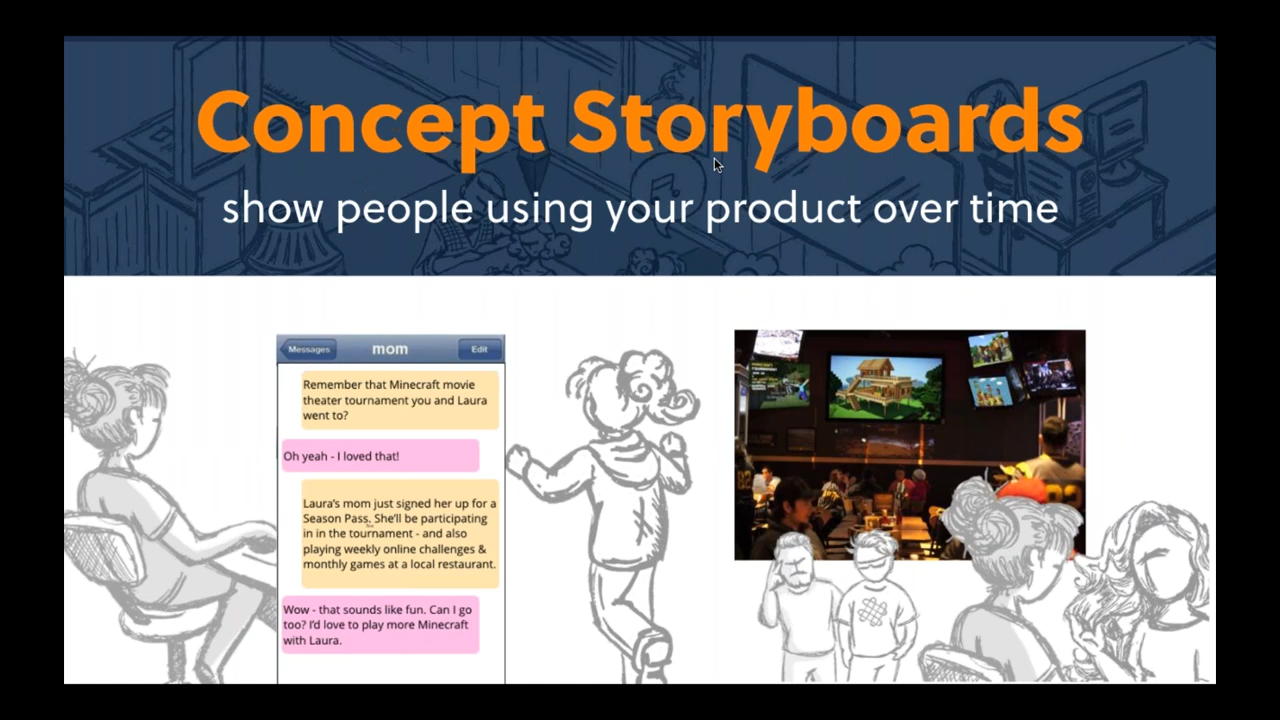 Concept Storyboards
show people using your product over time
Messages
mom
Edit
Remember that Minecraft movie
theater tournament you and Laura
went to?
Oh yeah - I loved that!
Laura's mom just signed her up for a
Season Pass. She'll be participating
in in the tournament - and also
playing weekly online challenges &
monthly games at a local restaurant.
Wow - that sounds like fun. Can I go
too? I'd love to play more Minecraft
with Laura.